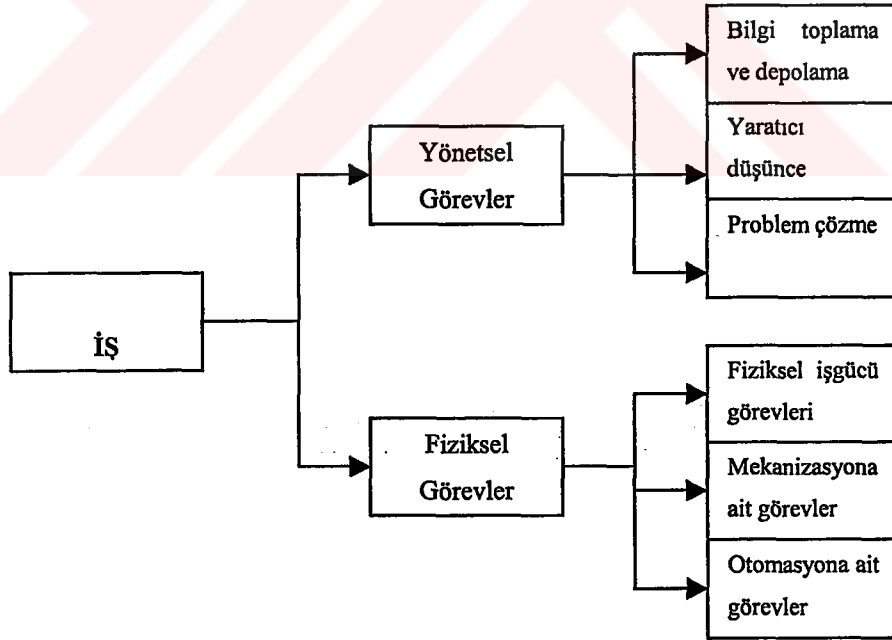 Bilgi toplama
ve depolama
Yaratıcı
düşünce
Problem çözme
Yönetsel
Görevler
İŞ
Fiziksel
Görevler
Fiziksel işgücü
görevleri
Mekanizasyona
ait görevler
Otomasyona ait
görevler